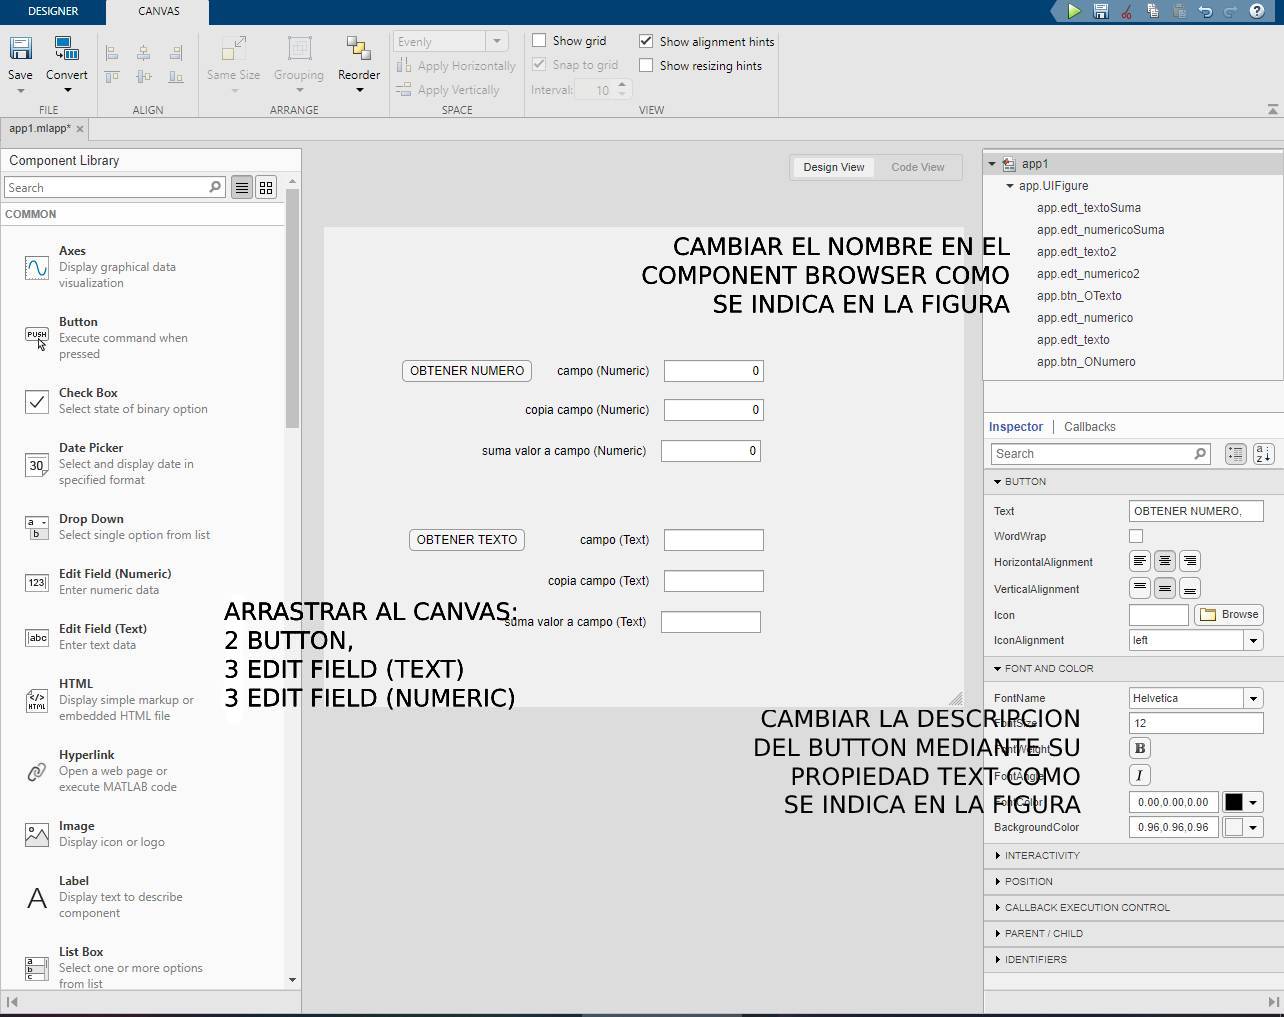 DESIGNER
CANVAS
Save
Convert
FILE
ALIGN
Same Size
Grouping
Reorder
ARRANGE
Evenly
Apply Horizontally
Apply Vertically
SPACE
Show grid
Snap to grid
Interval:
10
Show alignment hints
Show resizing hints
VIEW
app1.mlapp*
Component Library
Search
COMMON
Axes
Display graphical data
visualization
PUSH
Button
Execute command when
pressed
Check Box
Select state of binary option
30
Date Picker
Select and display date in
specified format
a
b
Drop Down
Select single option from list
123
Edit Field (Numeric)
Enter numeric data
abc
Edit Field (Text)
Enter text data
</>
HTML
HTML
Display simple markup or
embedded HTML file
Hyperlink
Open a web page or
execute MATLAB code
Image
Display icon or logo
A
Label
Display text to describe
component
a
b
c
List Box
Select one or more options
from list
Design View
Code View
CAMBIAR EL NOMBRE EN EL
COMPONENT BROWSER COMO
SE INDICA EN LA FIGURA
OBTENER NUMERO
campo (Numeric)
0
copia campo (Numeric)
0
suma valor a campo (Numeric)
0
OBTENER TEXTO
campo (Text)
copia campo (Text)
suma valor a campo (Text)
ARRASTRAR AL CANVAS:
2 BUTTON,
3 EDIT FIELD (TEXT)
3 EDIT FIELD (NUMERIC)
CAMBIAR LA DESCRIPCION
DEL BUTTON MEDIANTE SU
PROPIEDAD TEXT COMO
SE INDICA EN LA FIGURA
app1
app.UIFigure
app.edt_textoSuma
app.edt_numericoSuma
app.edt_texto2
app.edt_numerico2
app.btn_OTexto
app.edt_numerico
app.edt_texto
app.btn_ONumero
Inspector
Callbacks
Search
a
z
BUTTON
Text
OBTENER NUMERO,
WordWrap
HorizontalAlignment
VerticalAlignment
Icon
Browse
IconAlignment
left
FONT AND COLOR
FontName
Helvetica
FontSize
12
FontWeight
B
FontAngle
I
FontColor
0.00,0.00,0.00
BackgroundColor
0.96,0.96,0.96
INTERACTIVITY
POSITION
CALLBACK EXECUTION CONTROL
PARENT / CHILD
IDENTIFIERS